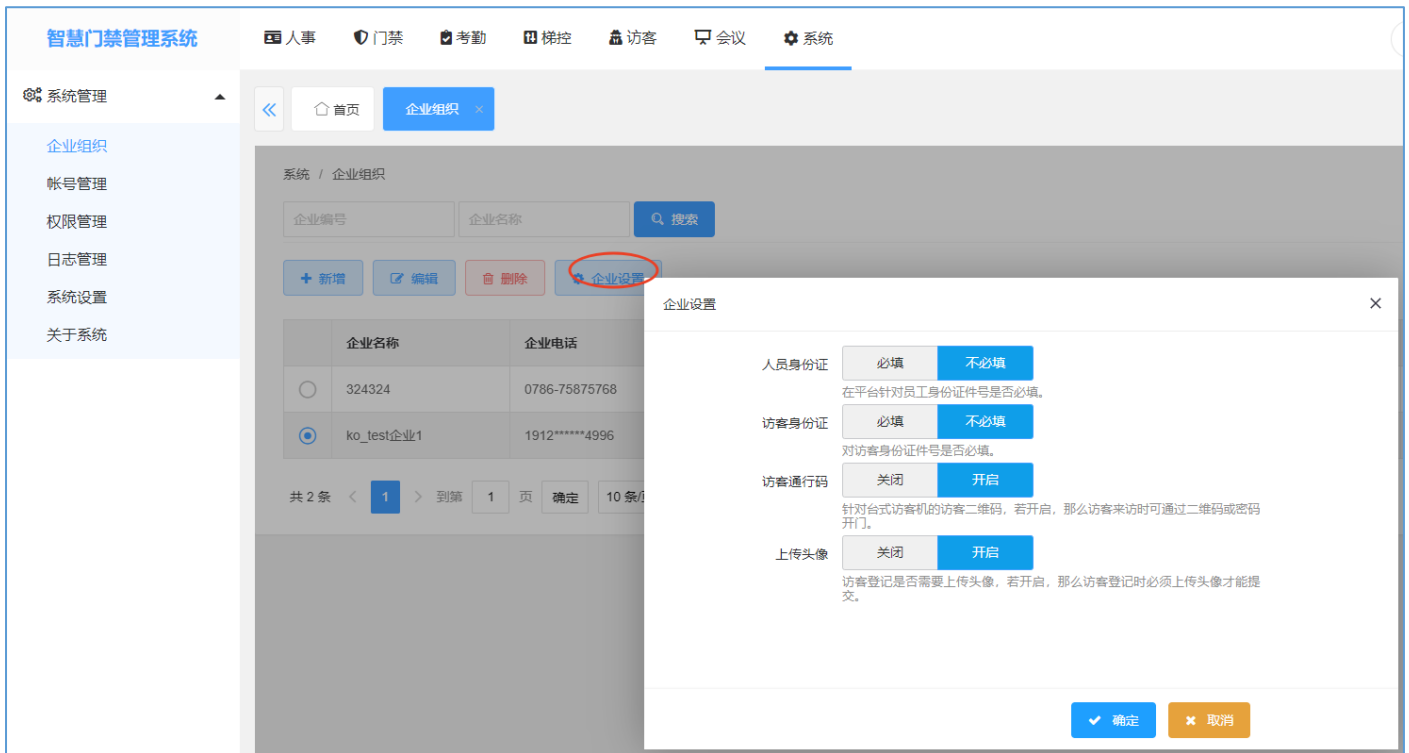 智慧门禁管理系统
人事 门禁 考勤 梯控 访客 会议 系统
系统管理
首页 企业组织 ×
企业组织
帐号管理
权限管理
日志管理
系统设置
关于系统
系统 / 企业组织
企业编号 企业名称 搜索
新增 编辑 删除 企业设置
企业名称 企业电话
324324 0786-75875768
ko_test企业1 1912******4996
共 2 条 1 到第 1 页 确定 10 条/
企业设置
人员身份证 必填 不必填
在平台针对员工身份证件号是否必填。
访客身份证 必填 不必填
对访客身份证件号是否必填。
访客通行码 关闭 开启
针对台式访客机的访客二维码，若开启，那么访客来访时可通过二维码或密码
开门。
上传头像 关闭 开启
访客登记是否需要上传头像，若开启，那么访客登记时必须上传头像才能提
交。
确定 取消